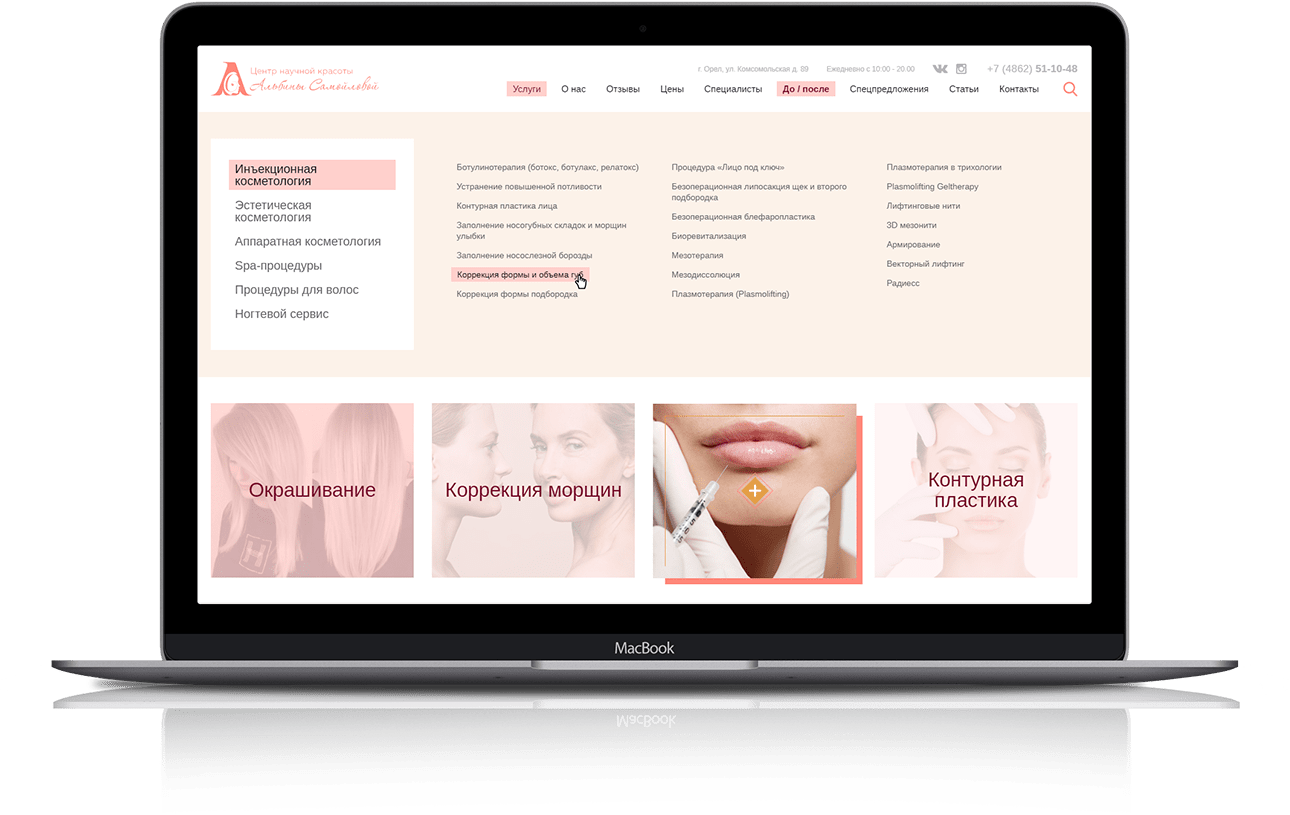 Центр научной красоты
Альбины Самойловой
г. Орел, ул. Комсомольская д. 89
Ежедневно с 10:00 - 20:00
+7 (4862) 51-10-48
Услуги
О нас
Отзывы
Цены
Специалисты
До / после
Спецпредложения
Статьи
Контакты
Инъекционная
косметология
Эстетическая
косметология
Аппаратная косметология
Spa-процедуры
Процедуры для волос
Ногтевой сервис
Ботулинотерапия (ботокс, ботулакс, релатокс)
Устранение повышенной потливости
Контурная пластика лица
Заполнение носогубных складок и морщин
улыбки
Заполнение носослезной борозды
Коррекция формы и объема губ
Коррекция формы подбородка
Процедура «Лицо под ключ»
Безоперационная липосакция щек и второго
подбородка
Безоперационная блефаропластика
Биоревитализация
Мезотерапия
Мезодиссолюция
Плазмотерапия (Plasmolifting)
Плазмотерапия в трихологии
Plasmolifting Geltherapy
Лифтинговые нити
3D мезонити
Армирование
Векторный лифтинг
Радиесс
Окрашивание
Коррекция морщин
Контурная
пластика
MacBook
MacBook